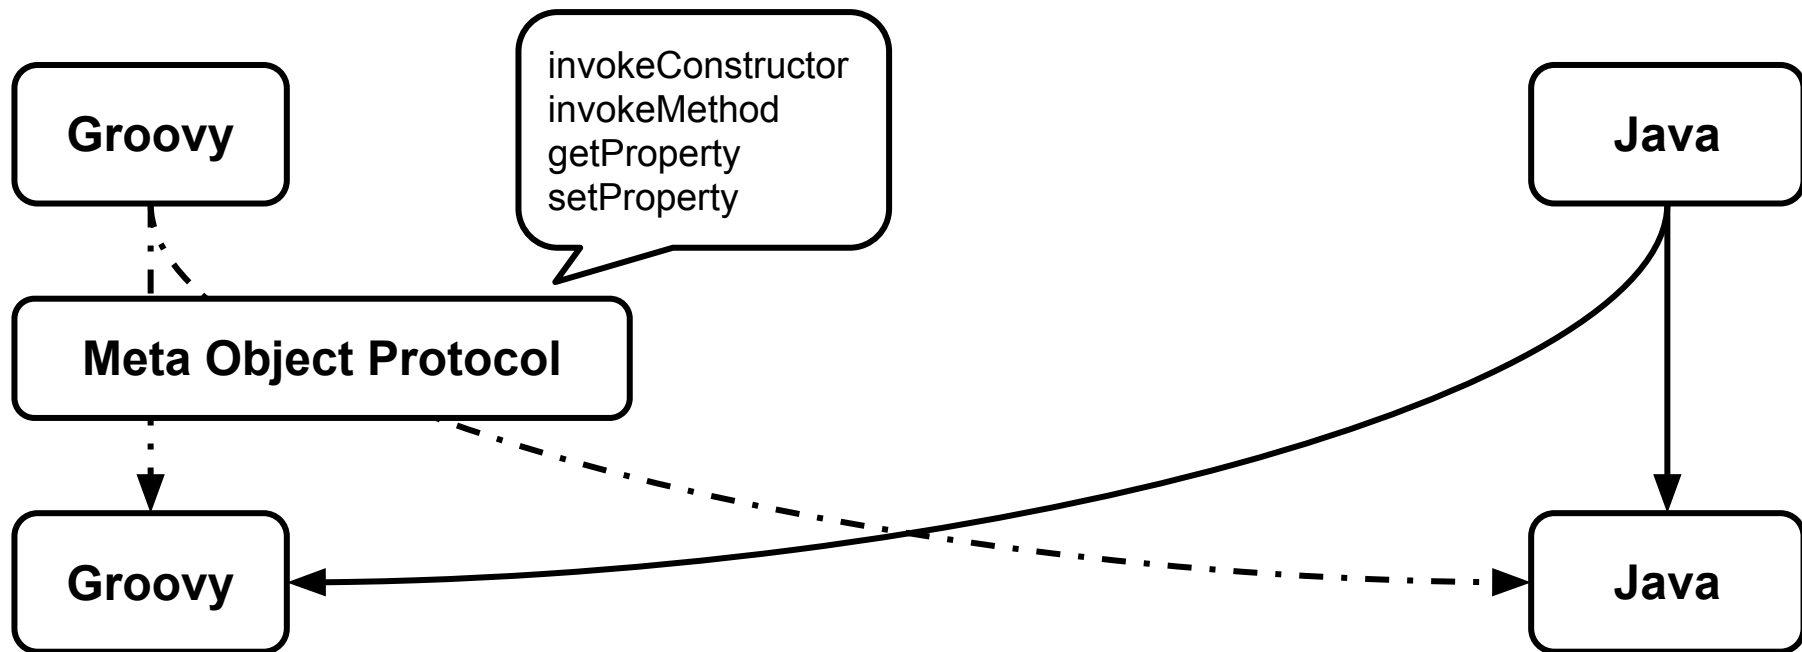 invokeConstructor
invokeMethod
getProperty
setProperty
Groovy
Java
Meta Object Protocol
Groovy
Java